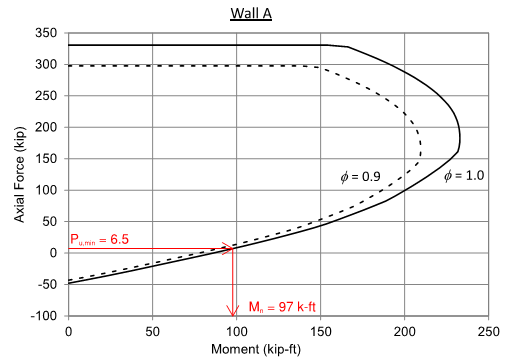 Wall A
350
300
250
200
150
100
50
0
-50
-100
Axial Force (kip)
ϕ = 0.9
ϕ = 1.0
Pu,min = 6.5
Mn = 97 k-ft
0 50 100 150 200 250
Moment (kip-ft)